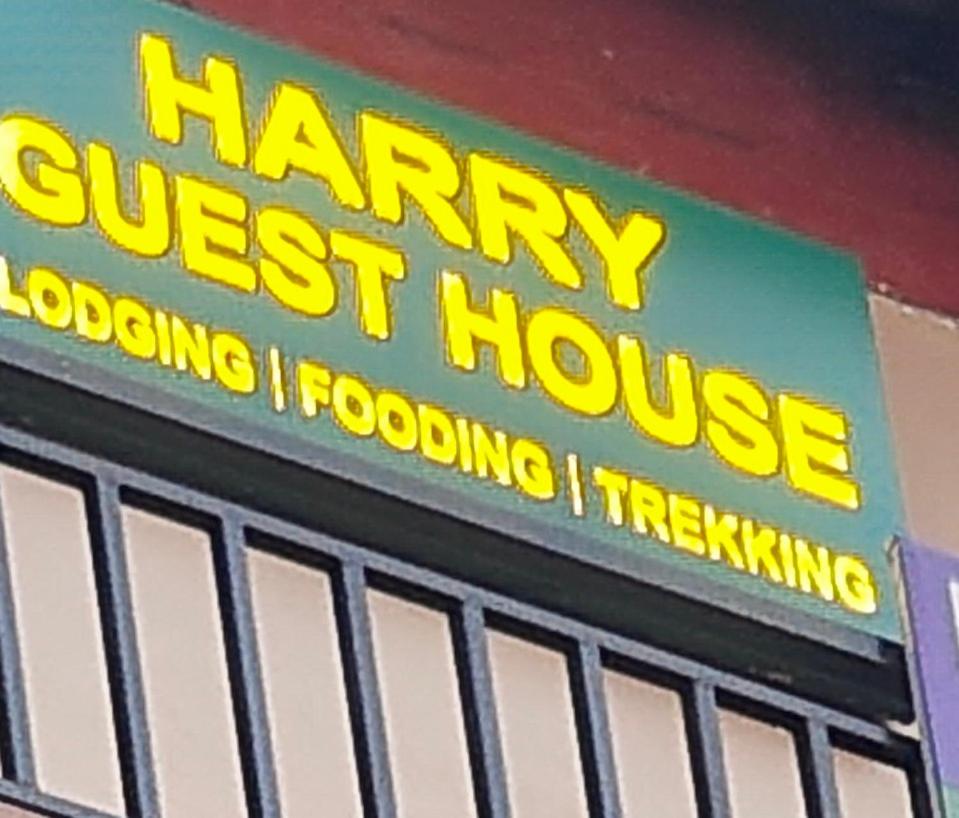 HARRY
GUEST HOUSE
LODGING | FOODING | TREKKING